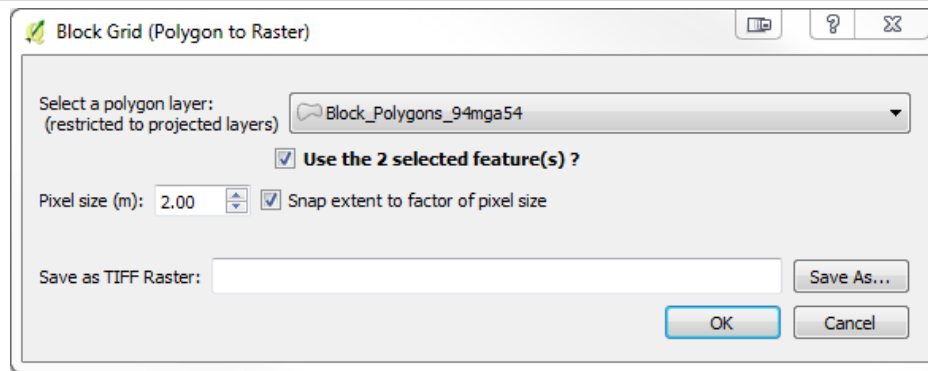 Block Grid (Polygon to Raster)
Select a polygon layer:
(restricted to projected layers)
Block_Polygons_94mga54
Use the 2 selected feature(s) ?
Pixel size (m): 2.00 Snap extent to factor of pixel size
Save as TIFF Raster: Save As...
OK Cancel